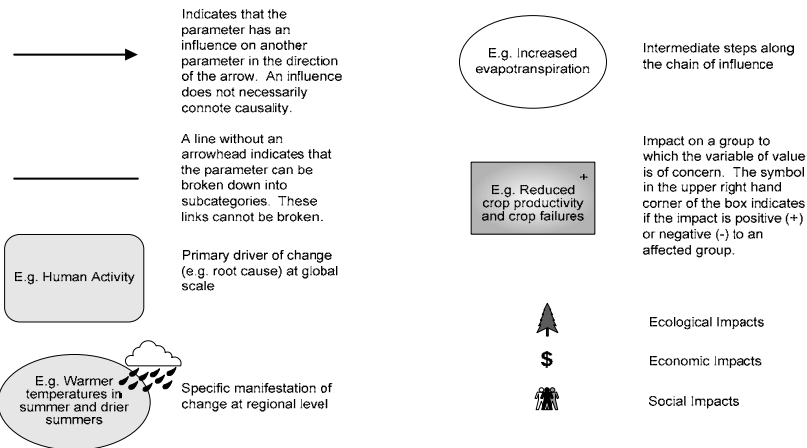 Indicates that the
parameter has an
influence on another
parameter in the direction
of the arrow. An influence
does not necessarily
connote causality.
A line without an
arrowhead indicates that
the parameter can be
broken down into
subcategories. These
links cannot be broken.
E.g. Human Activity
Primary driver of change
(e.g. root cause) at global
scale
E.g. Warmer
temperatures in
summer and drier
summers
Specific manifestation of
change at regional level
E.g. Increased
evapotranspiration
Intermediate steps along
the chain of influence
+
E.g. Reduced
crop productivity
and crop failures
Impact on a group to
which the variable of value
is of concern. The symbol
in the upper right hand
corner of the box indicates
if the impact is positive (+)
or negative (-) to an
affected group.
Ecological Impacts
$
Economic Impacts
Social Impacts